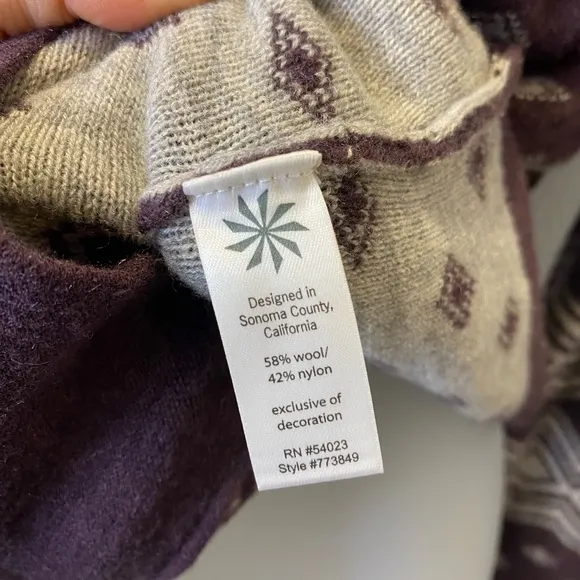 Designed in
Sonoma County,
California
58% wool/
42% nylon
exclusive of
decoration
RN #54023
Style #773849